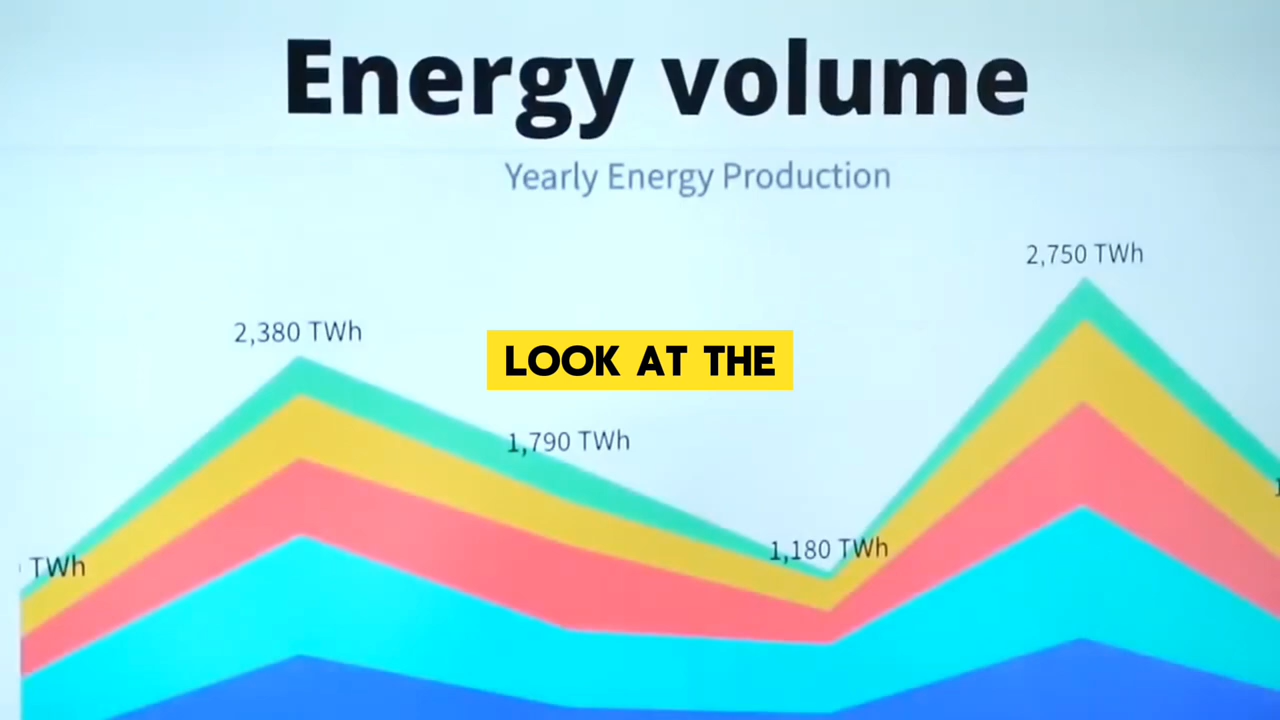 Energy volume
Yearly Energy Production
2,750 TWh
2,380 TWh
LOOK AT THE
1,790 TWh
1,180 TWh
TWh